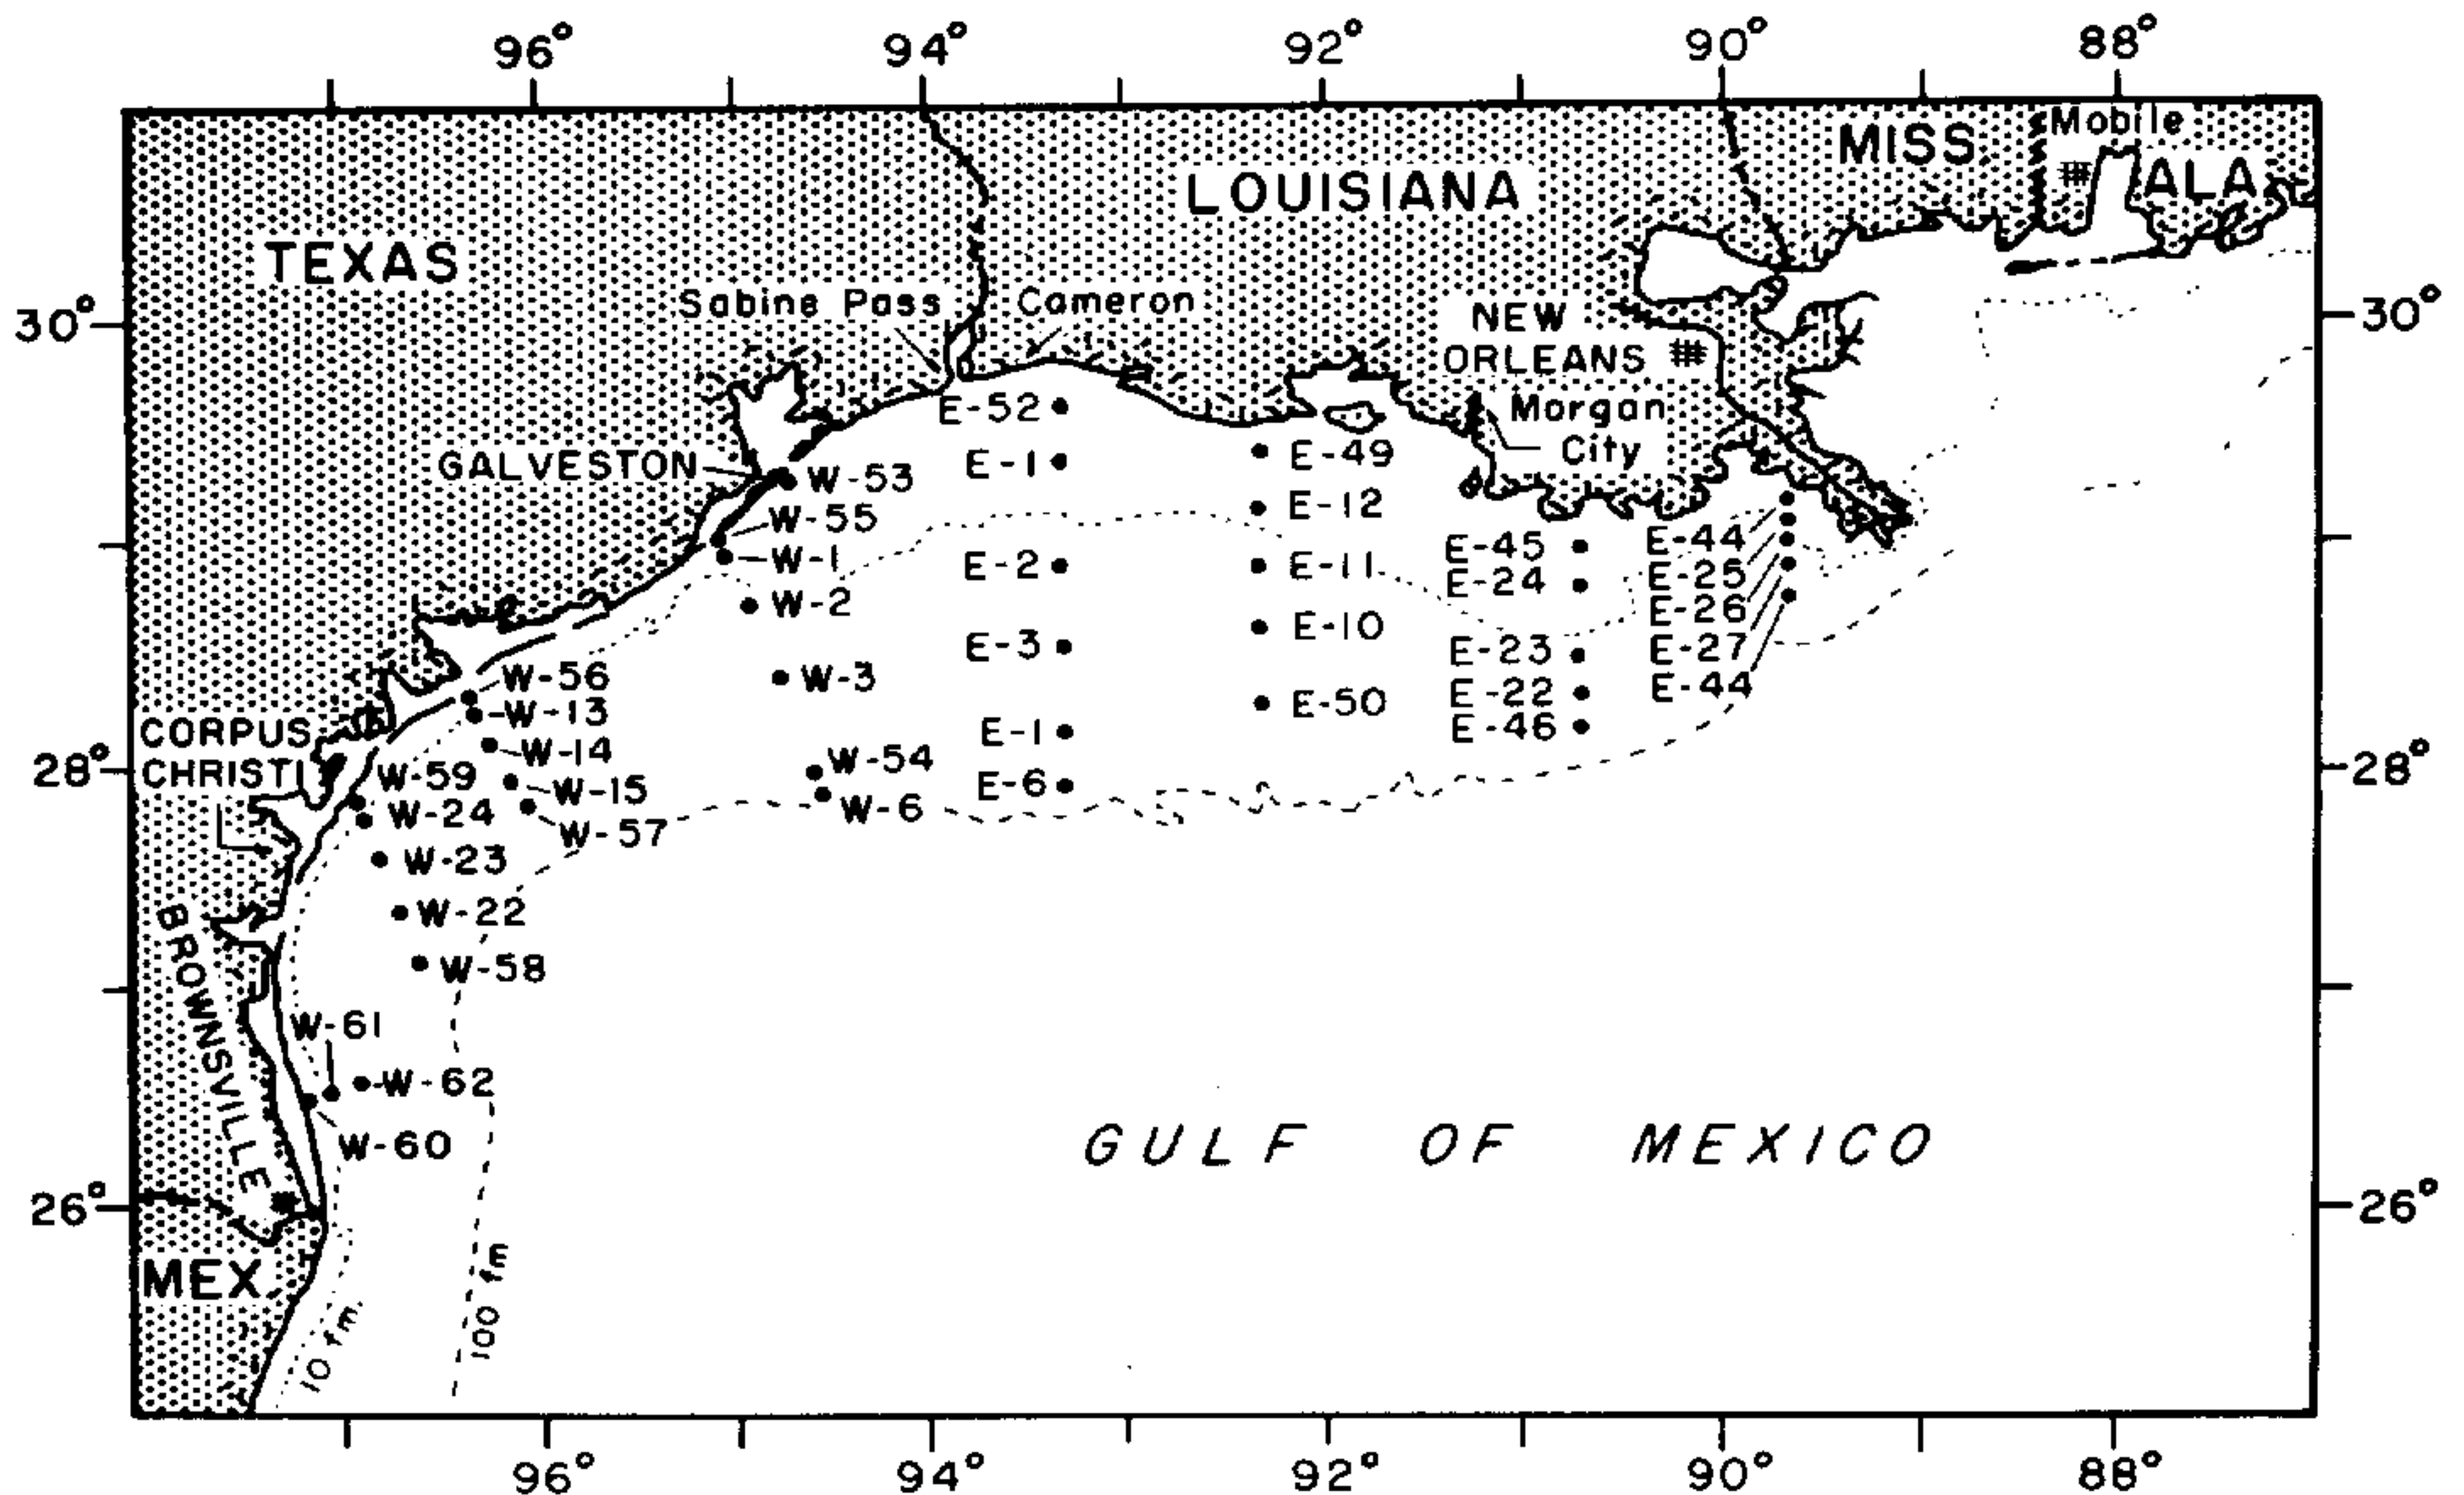 96° 94° 92° 90° 88°
Mobile
MISS
ALA
LOUISIANA
TEXAS
30° Sabine Pass Cameron NEW 30°
ORLEANS
E-52 Morgan
City
E-1 E-49
GALVESTON W-53
E-12
W-55
E-45 E-44
W-1 E-2 E-11
E-24 E-25
W-2 E-10 E-26
E-3 E-23 E-27
W-56 W-3 E-22 E-44
W-13 E-50
CORPUS E-1 E-46
W-14
28° CHRISTI W-59 W-54 28°
W-15 E-6
W-24 W-6
W-57
W-23
W-22
BROWNSVILLE
W-58
W-61
W-62
W-60
GULF OF MEXICO
26° 26°
MEX.
10 fm.
100 fm
96° 94° 92° 90° 88°